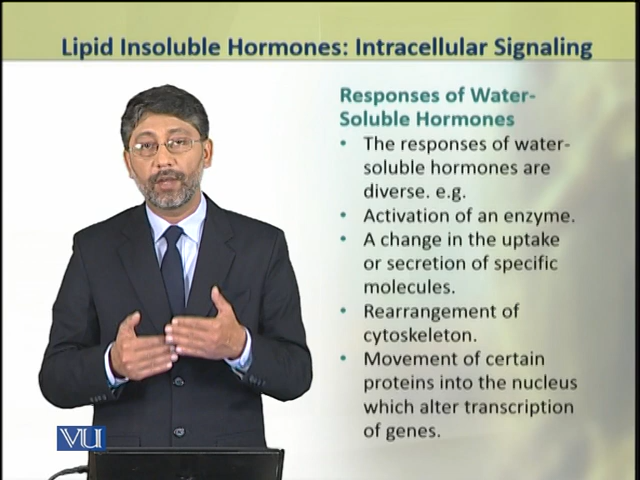 Lipid Insoluble Hormones: Intracellular Signaling
Responses of Water-
Soluble Hormones
• The responses of water-
soluble hormones are
diverse. e.g.
• Activation of an enzyme.
• A change in the uptake
or secretion of specific
molecules.
• Rearrangement of
cytoskeleton.
• Movement of certain
proteins into the nucleus
which alter transcription
of genes.
VU